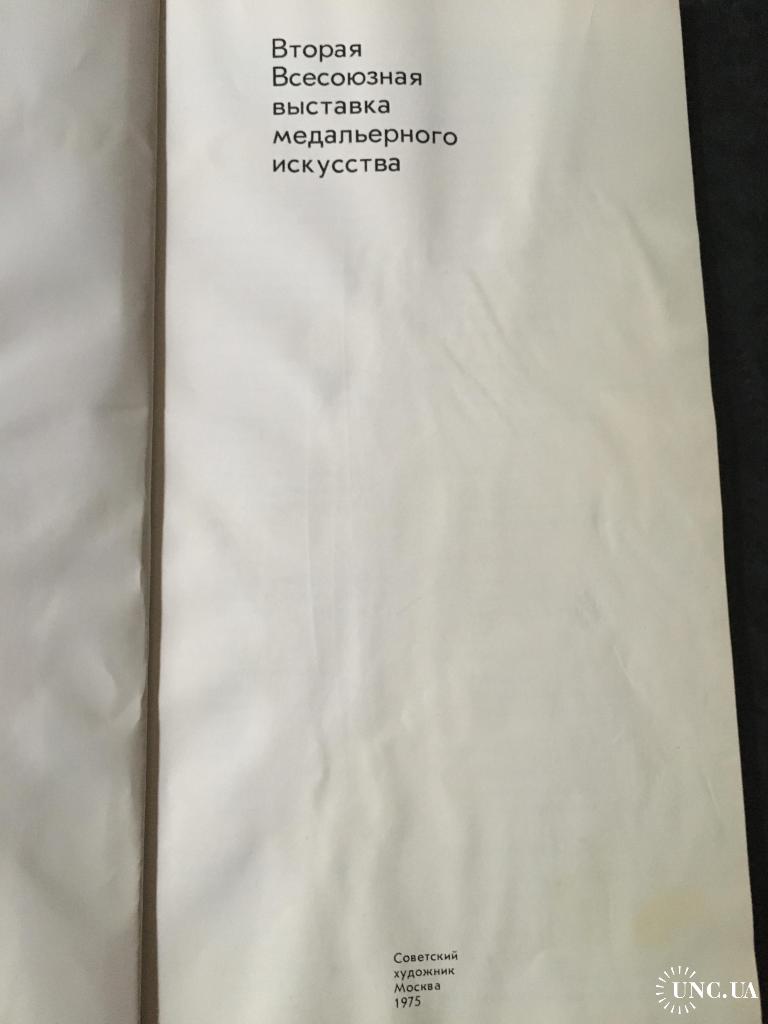 Вторая
Всесоюзная
выставка
медальерного
искусства
Советский
художник
Москва
1975
UNC.UA